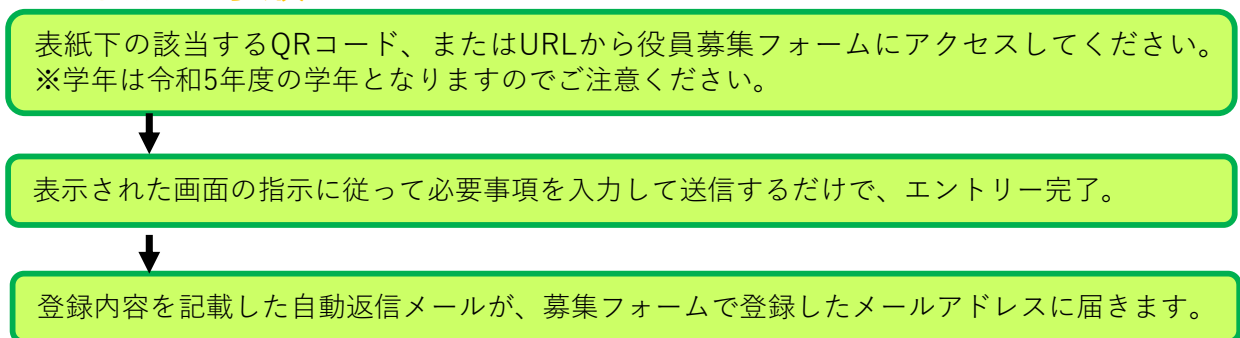 表紙下の該当するQRコード、またはURLから役員募集フォームにアクセスしてください。
※学年は令和5年度の学年となりますのでご注意ください。
表示された画面の指示に従って必要事項を入力して送信するだけで、エントリー完了。
登録内容を記載した自動返信メールが、募集フォームで登録したメールアドレスに届きます。